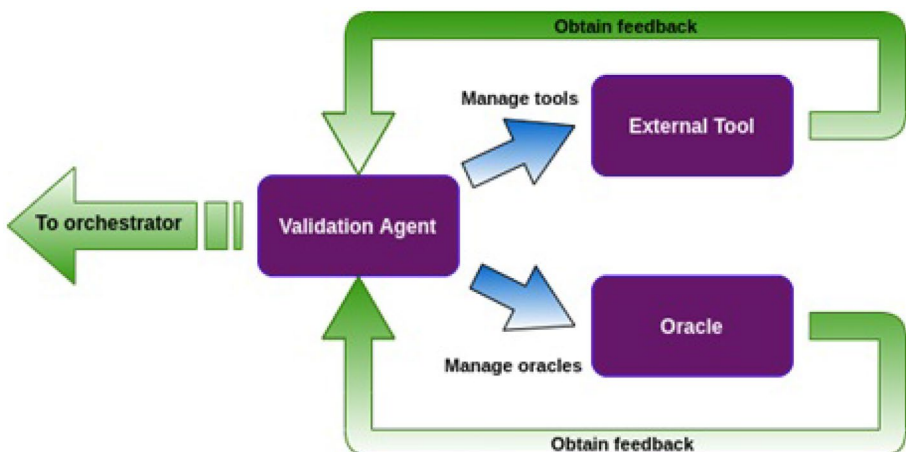 Obtain feedback
Manage tools
External Tool
To orchestrator
Validation Agent
Oracle
Manage oracles
Obtain feedback